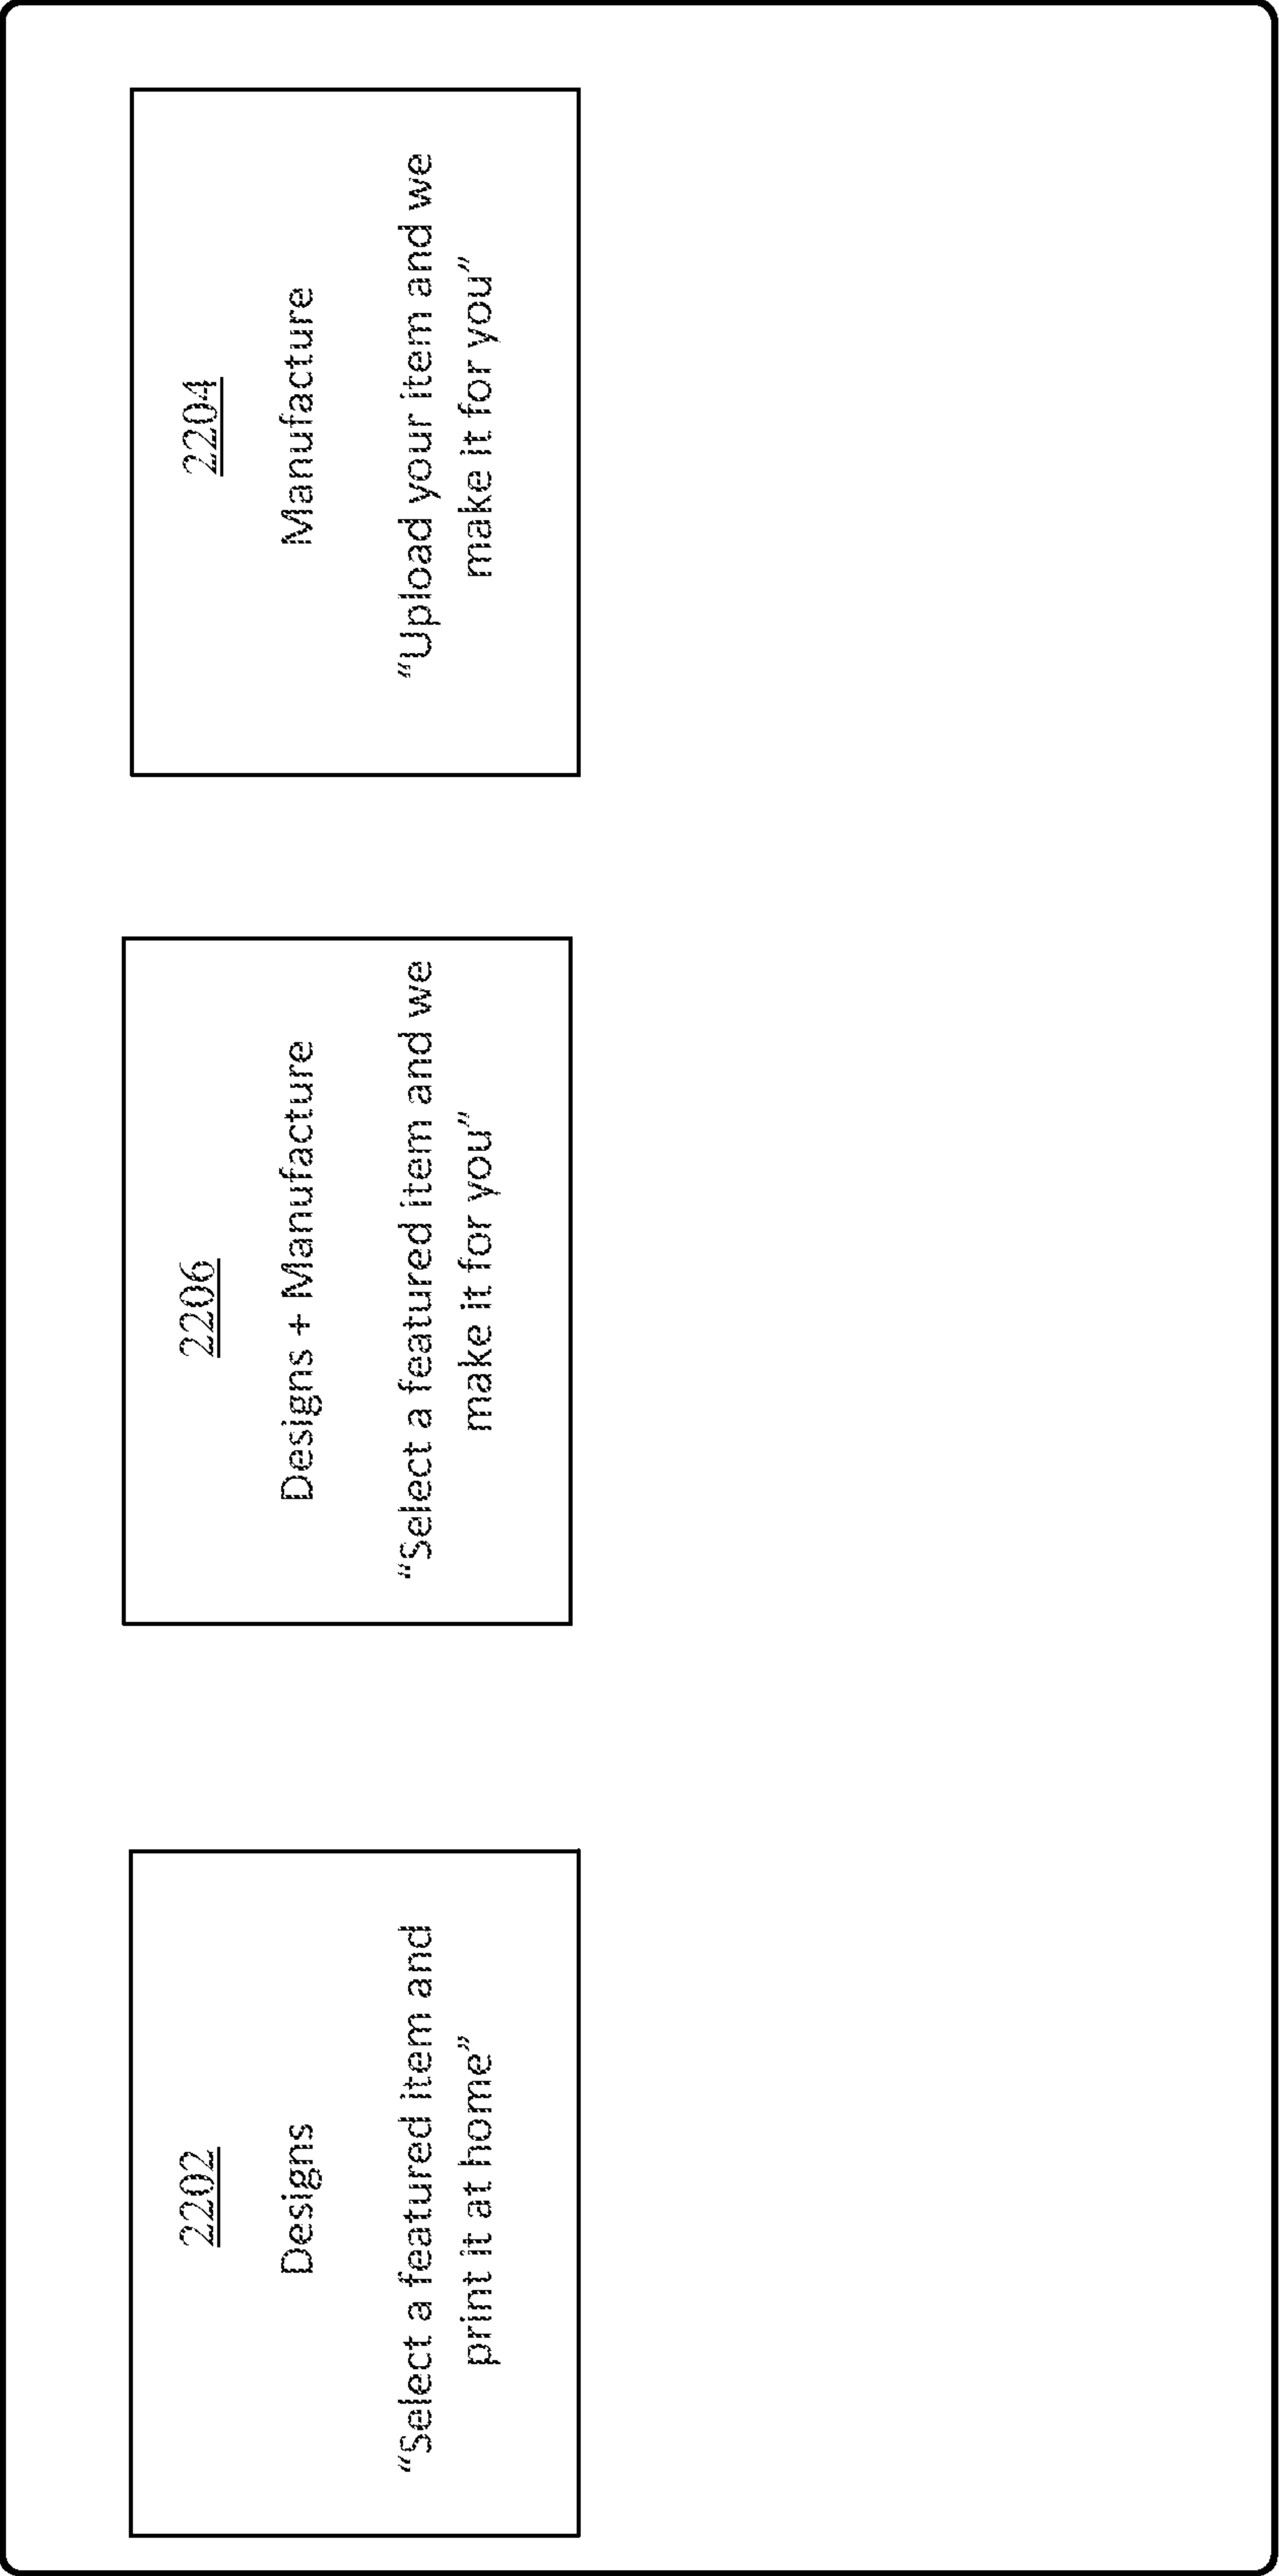 2202
Designs
“Select a featured item and
print it at home”
2206
Designs + Manufacture
“Select a featured item and we
make it for you”
2204
Manufacture
“Upload your item and we
make it for you”